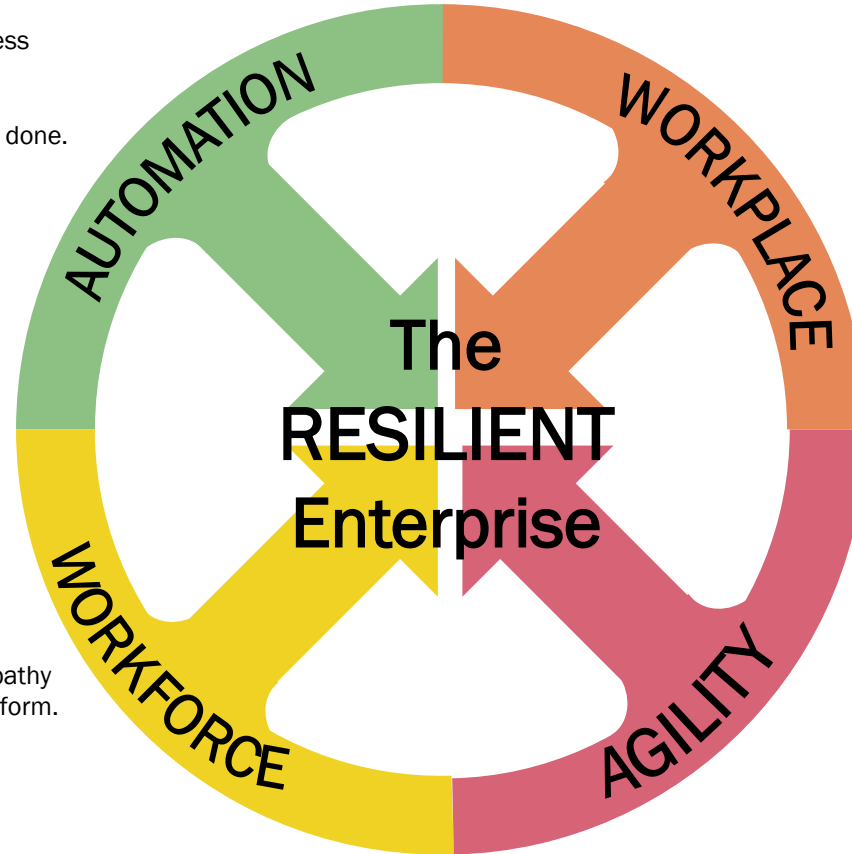 ess
done.
AUTOMATION
WORKPLACE
The
RESILIENT
Enterprise
WORKFORCE
AGILITY
pathy
form.